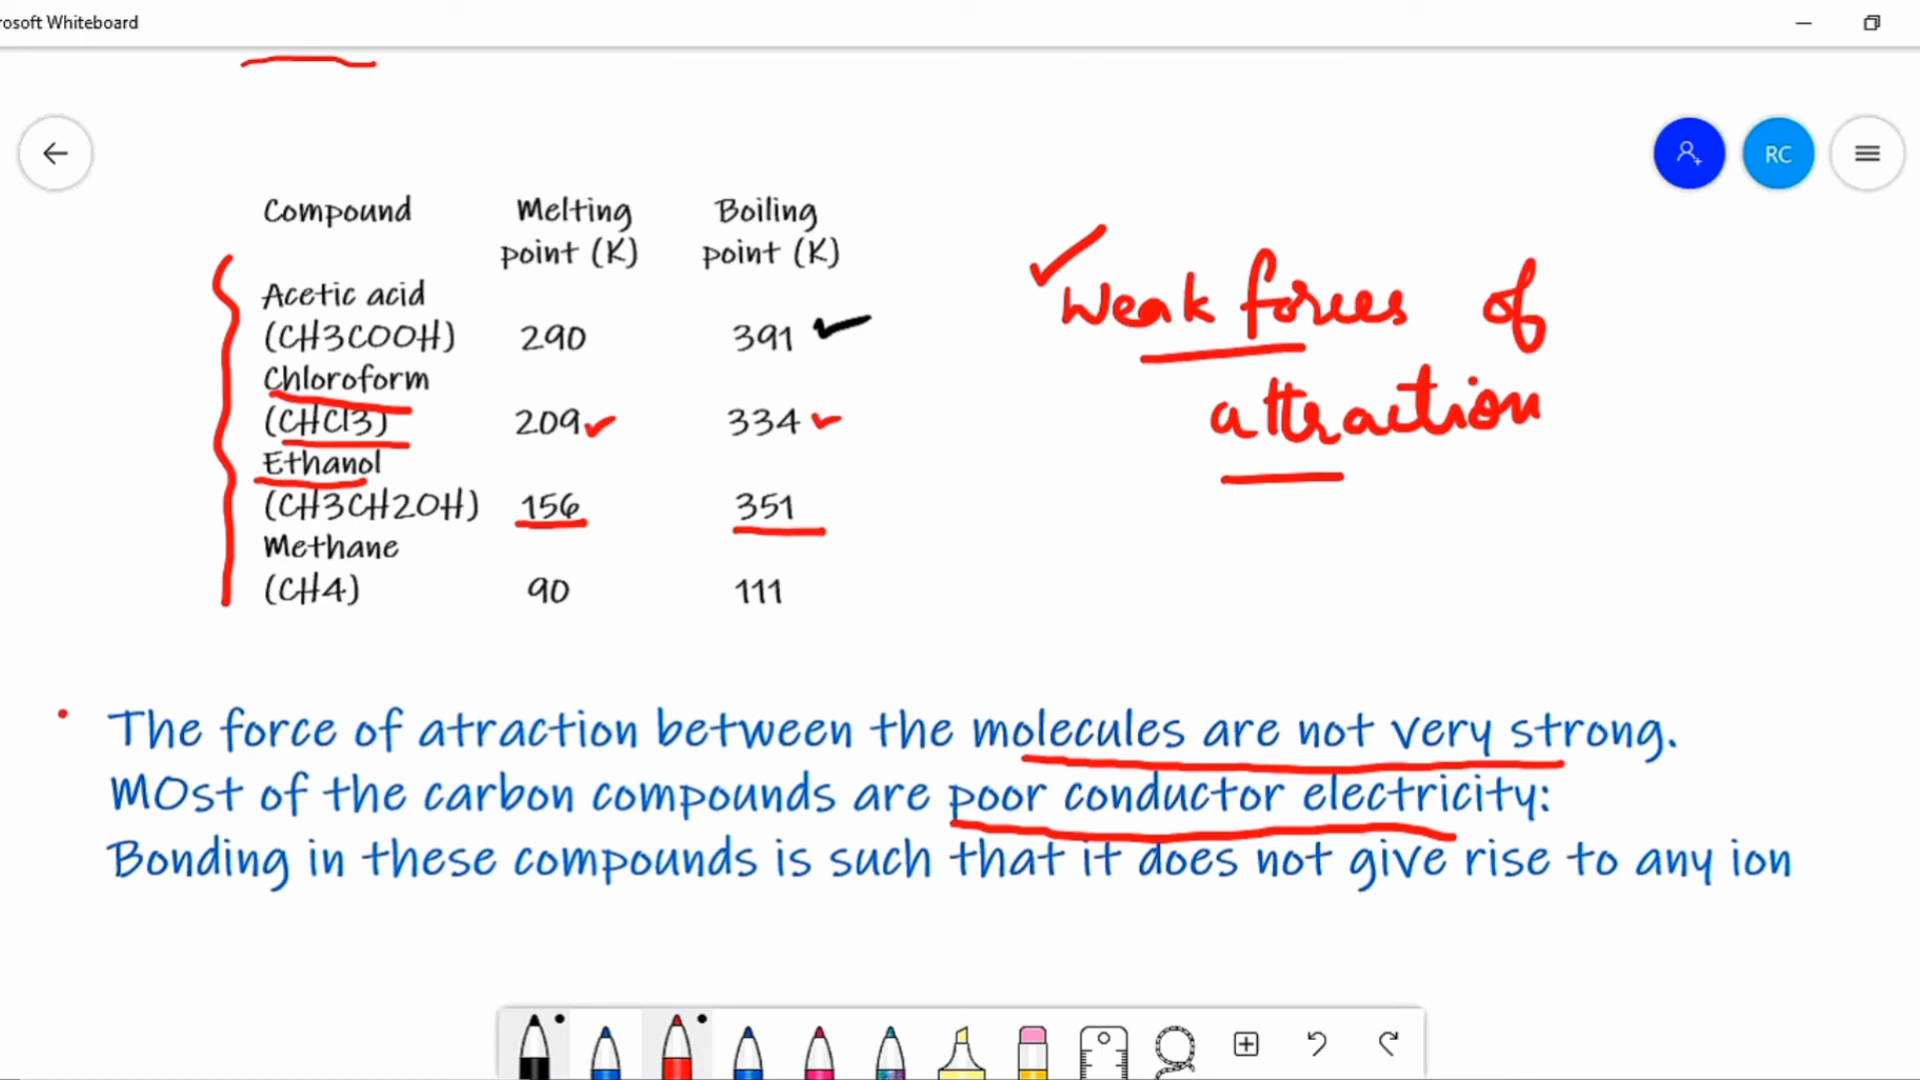 rosoft Whiteboard
RC
Compound Melting Boiling
point (K) point (K)
Acetic acid
(CH3COOH) 290 391
Chloroform
(CHCl3) 209 334
Ethanol
(CH3CH2OH) 156 351
Methane
(CH4) 90 111
Weak forces of
attraction
The force of atraction between the molecules are not very strong.
MOst of the carbon compounds are poor conductor electricity:
Bonding in these compounds is such that it does not give rise to any ion